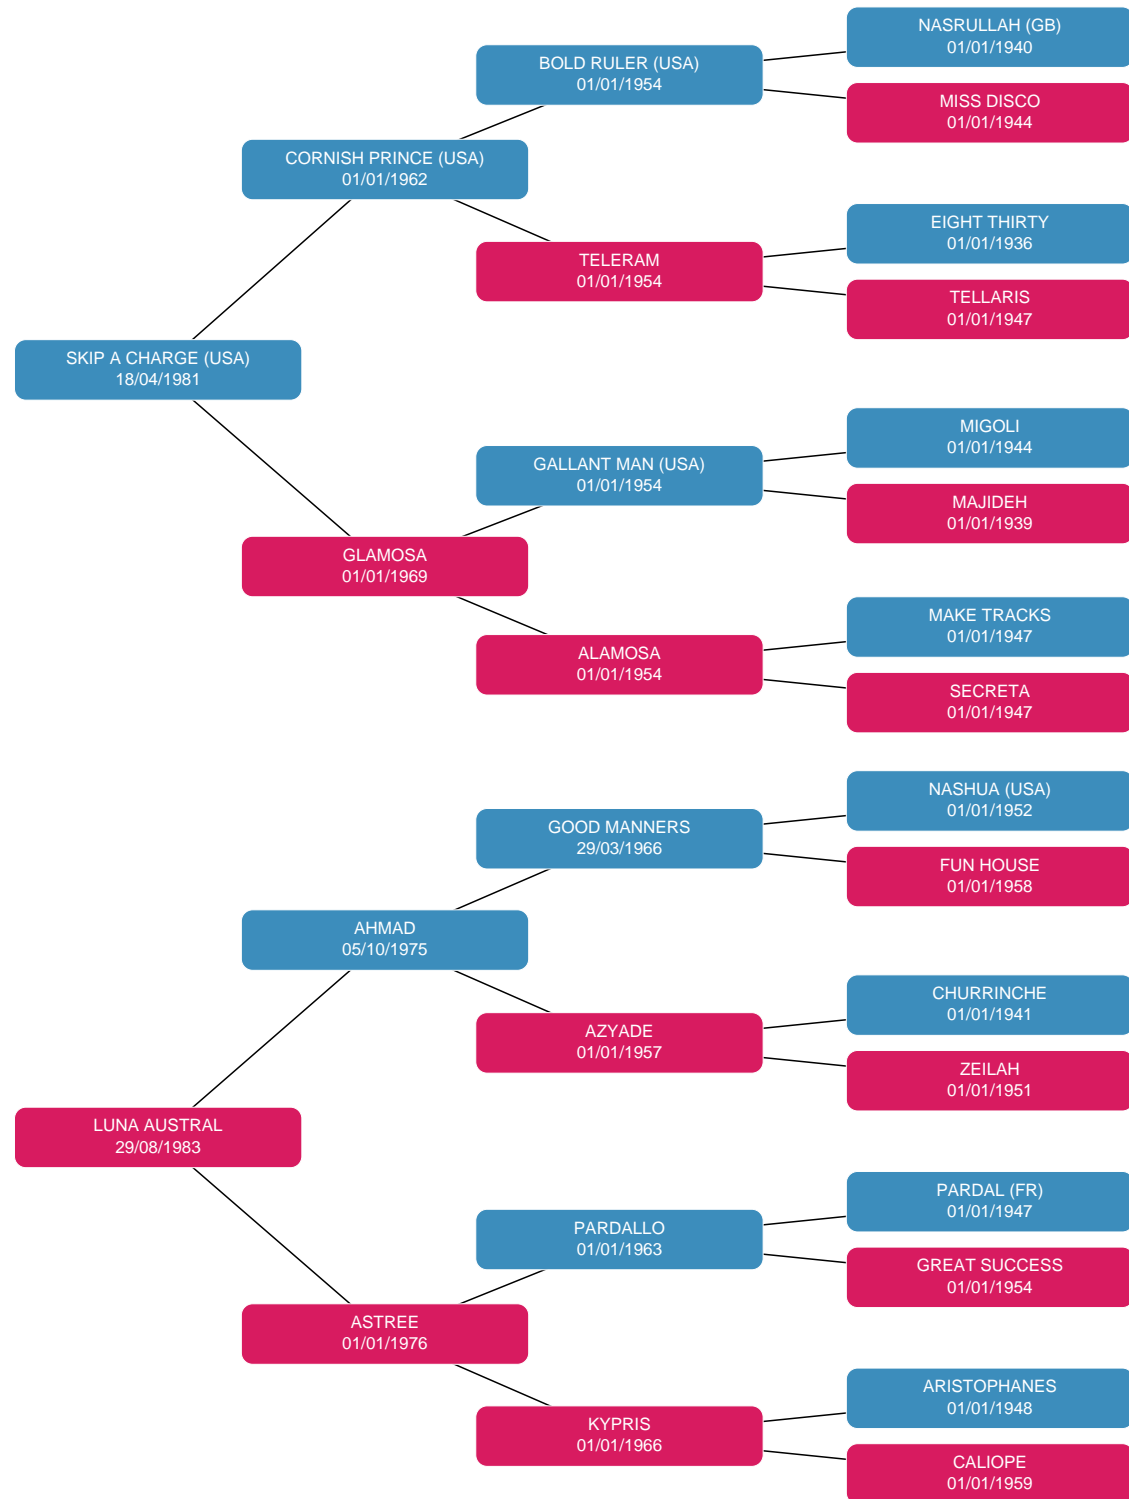 NASRULLAH (GB)
01/01/1940
BOLD RULER (USA)
01/01/1954
MISS DISCO
01/01/1944
CORNISH PRINCE (USA)
01/01/1962
EIGHT THIRTY
01/01/1936
TELERAM
01/01/1954
TELLARIS
01/01/1947
SKIP A CHARGE (USA)
18/04/1981
MIGOLI
01/01/1944
GALLANT MAN (USA)
01/01/1954
MAJIDEH
01/01/1939
GLAMOSA
01/01/1969
MAKE TRACKS
01/01/1947
ALAMOSA
01/01/1954
SECRETA
01/01/1947
NASHUA (USA)
01/01/1952
GOOD MANNERS
29/03/1966
FUN HOUSE
01/01/1958
AHMAD
05/10/1975
CHURRINCHE
01/01/1941
AZYADE
01/01/1957
ZEILAH
01/01/1951
LUNA AUSTRAL
29/08/1983
PARDAL (FR)
01/01/1947
PARDALLO
01/01/1963
GREAT SUCCESS
01/01/1954
ASTREE
01/01/1976
ARISTOPHANES
01/01/1948
KYPRIS
01/01/1966
CALIOPE
01/01/1959